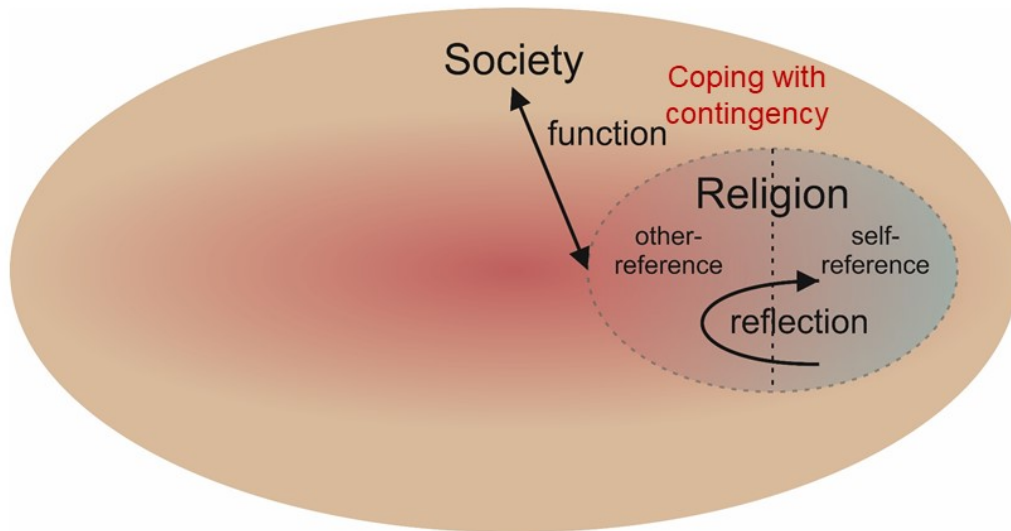 Society
Coping with
contingency
function
Religion
other-
reference
self-
reference
reflection